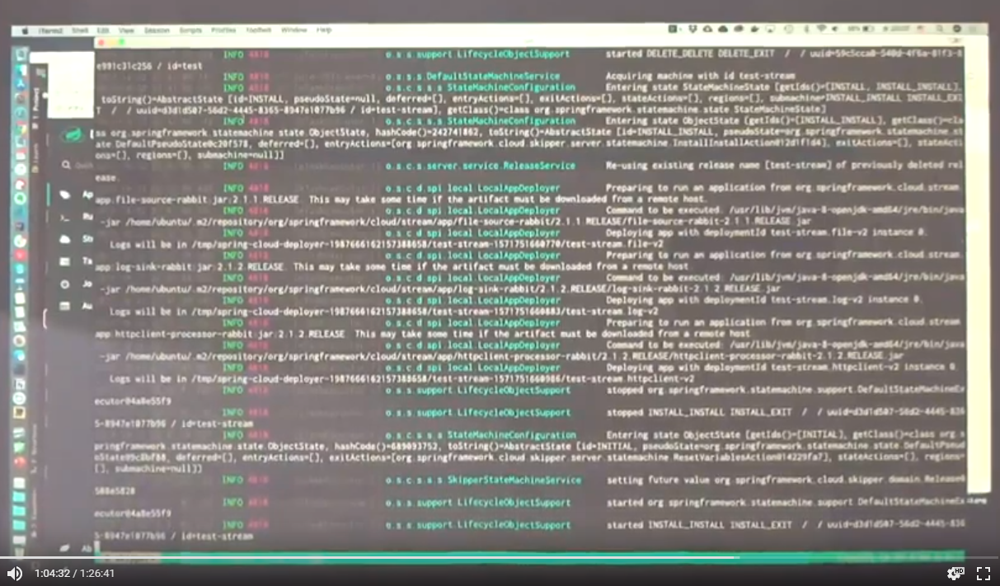 iTerm2 Shell Edit View Session Scripts Profiles Toolbelt Window Help
INFO 4818 o.s.s.support.LifecycleObjectSupport started DELETE_DELETE DELETE_EXIT / / 
e991c31c256 / id=test
INFO 4818 o.s.s.s.DefaultStateMachineService Acquiring machine with id test-stream
INFO 4818 o.s.c.s.s.s.StateMachineConfiguration Entering state StateMachineState [getIds()=[INSTALL, INSTALL_INSTALL],
toString()=AbstractState [id=INSTALL, pseudoState=null, deferred=[], entryActions=[], exitActions=[], stateActions=[], regions=[], submachine=INSTALL_INSTALL INSTALL_EXI
T / / uuid=d3d1d507-56d2-4445-8365-8947e1077b96 / id=test-stream], getClass()=class org.springframework.statemachine.state.StateMachineState]
INFO 4818 o.s.c.s.s.s.StateMachineConfiguration Entering state ObjectState [getIds()=[INSTALL_INSTALL], getClass()=cla
ss org.springframework.statemachine.state.ObjectState, hashCode()=242741862, toString()=AbstractState [id=INSTALL_INSTALL, pseudoState=org.springframework.statemachine.st
ate.DefaultPseudoState@c20f578, deferred=[], entryActions=[org.springframework.cloud.skipper.server.statemachine.InstallInstallAction@12d1f1d4], exitActions=[], stateActi
ons=[], regions=[], submachine=null]]
INFO 4818 o.s.c.s.server.service.ReleaseService Re-using existing release name [test-stream] of previously deleted rel
ease.
INFO 4818 o.s.c.d.spi.local.LocalAppDeployer Preparing to run an application from org.springframework.cloud.stream.
app:file-source-rabbit:jar:2.1.1.RELEASE. This may take some time if the artifact must be downloaded from a remote host.
INFO 4818 o.s.c.d.spi.local.LocalAppDeployer Command to be executed: /usr/lib/jvm/java-8-openjdk-amd64/jre/bin/java
-jar /home/ubuntu/.m2/repository/org/springframework/cloud/stream/app/file-source-rabbit/2.1.1.RELEASE/file-source-rabbit-2.1.1.RELEASE.jar
INFO 4818 o.s.c.d.spi.local.LocalAppDeployer Deploying app with deploymentId test-stream.file-v2 instance 0.
Logs will be in /tmp/spring-cloud-deployer-1987666162157388658/test-stream-1571751660770/test-stream.file-v2
INFO 4818 o.s.c.d.spi.local.LocalAppDeployer Preparing to run an application from org.springframework.cloud.stream.
app:log-sink-rabbit:jar:2.1.2.RELEASE. This may take some time if the artifact must be downloaded from a remote host.
INFO 4818 o.s.c.d.spi.local.LocalAppDeployer Command to be executed: /usr/lib/jvm/java-8-openjdk-amd64/jre/bin/java
-jar /home/ubuntu/.m2/repository/org/springframework/cloud/stream/app/log-sink-rabbit/2.1.2.RELEASE/log-sink-rabbit-2.1.2.RELEASE.jar
INFO 4818 o.s.c.d.spi.local.LocalAppDeployer Deploying app with deploymentId test-stream.log-v2 instance 0.
Logs will be in /tmp/spring-cloud-deployer-1987666162157388658/test-stream-1571751660883/test-stream.log-v2
INFO 4818 o.s.c.d.spi.local.LocalAppDeployer Preparing to run an application from org.springframework.cloud.stream.
app:httpclient-processor-rabbit:jar:2.1.2.RELEASE. This may take some time if the artifact must be downloaded from a remote host.
INFO 4818 o.s.c.d.spi.local.LocalAppDeployer Command to be executed: /usr/lib/jvm/java-8-openjdk-amd64/jre/bin/java
-jar /home/ubuntu/.m2/repository/org/springframework/cloud/stream/app/httpclient-processor-rabbit/2.1.2.RELEASE/httpclient-processor-rabbit-2.1.2.RELEASE.jar
INFO 4818 o.s.c.d.spi.local.LocalAppDeployer Deploying app with deploymentId test-stream.httpclient-v2 instance 0.
Logs will be in /tmp/spring-cloud-deployer-1987666162157388658/test-stream-1571751660986/test-stream.httpclient-v2
INFO 4818 o.s.s.support.LifecycleObjectSupport stopped org.springframework.statemachine.support.DefaultStateMachineEx
ecutor@4a8e55f9
INFO 4818 o.s.s.support.LifecycleObjectSupport stopped INSTALL_INSTALL INSTALL_EXIT / / uuid=d3d1d507-56d2-4445-836
5-8947e1077b96 / id=test-stream
INFO 4818 o.s.c.s.s.s.StateMachineConfiguration Entering state ObjectState [getIds()=[INITIAL], getClass()=class org.s
pringframework.statemachine.state.ObjectState, hashCode()=689093752, toString()=AbstractState [id=INITIAL, pseudoState=org.springframework.statemachine.state.DefaultPseud
oState@9c8bf88, deferred=[], entryActions=[], exitActions=[org.springframework.cloud.skipper.server.statemachine.ResetVariablesAction@14229fa7], stateActions=[], regions=
[], submachine=null]]
INFO 4818 o.s.c.s.s.s.SkipperStateMachineService setting future value org.springframework.cloud.skipper.domain.Release@
588e5828
INFO 4818 o.s.s.support.LifecycleObjectSupport started org.springframework.statemachine.support.DefaultStateMachineEx
ecutor@4a8e55f9
INFO 4818 o.s.s.support.LifecycleObjectSupport started INSTALL_INSTALL INSTALL_EXIT / / uuid=d3d1d507-56d2-4445-836
5-8947e1077b96 / id=test-stream
Ap
Ru
Str
Ta
Jo
Au
Ab
1:04:32 / 1:26:41
HD